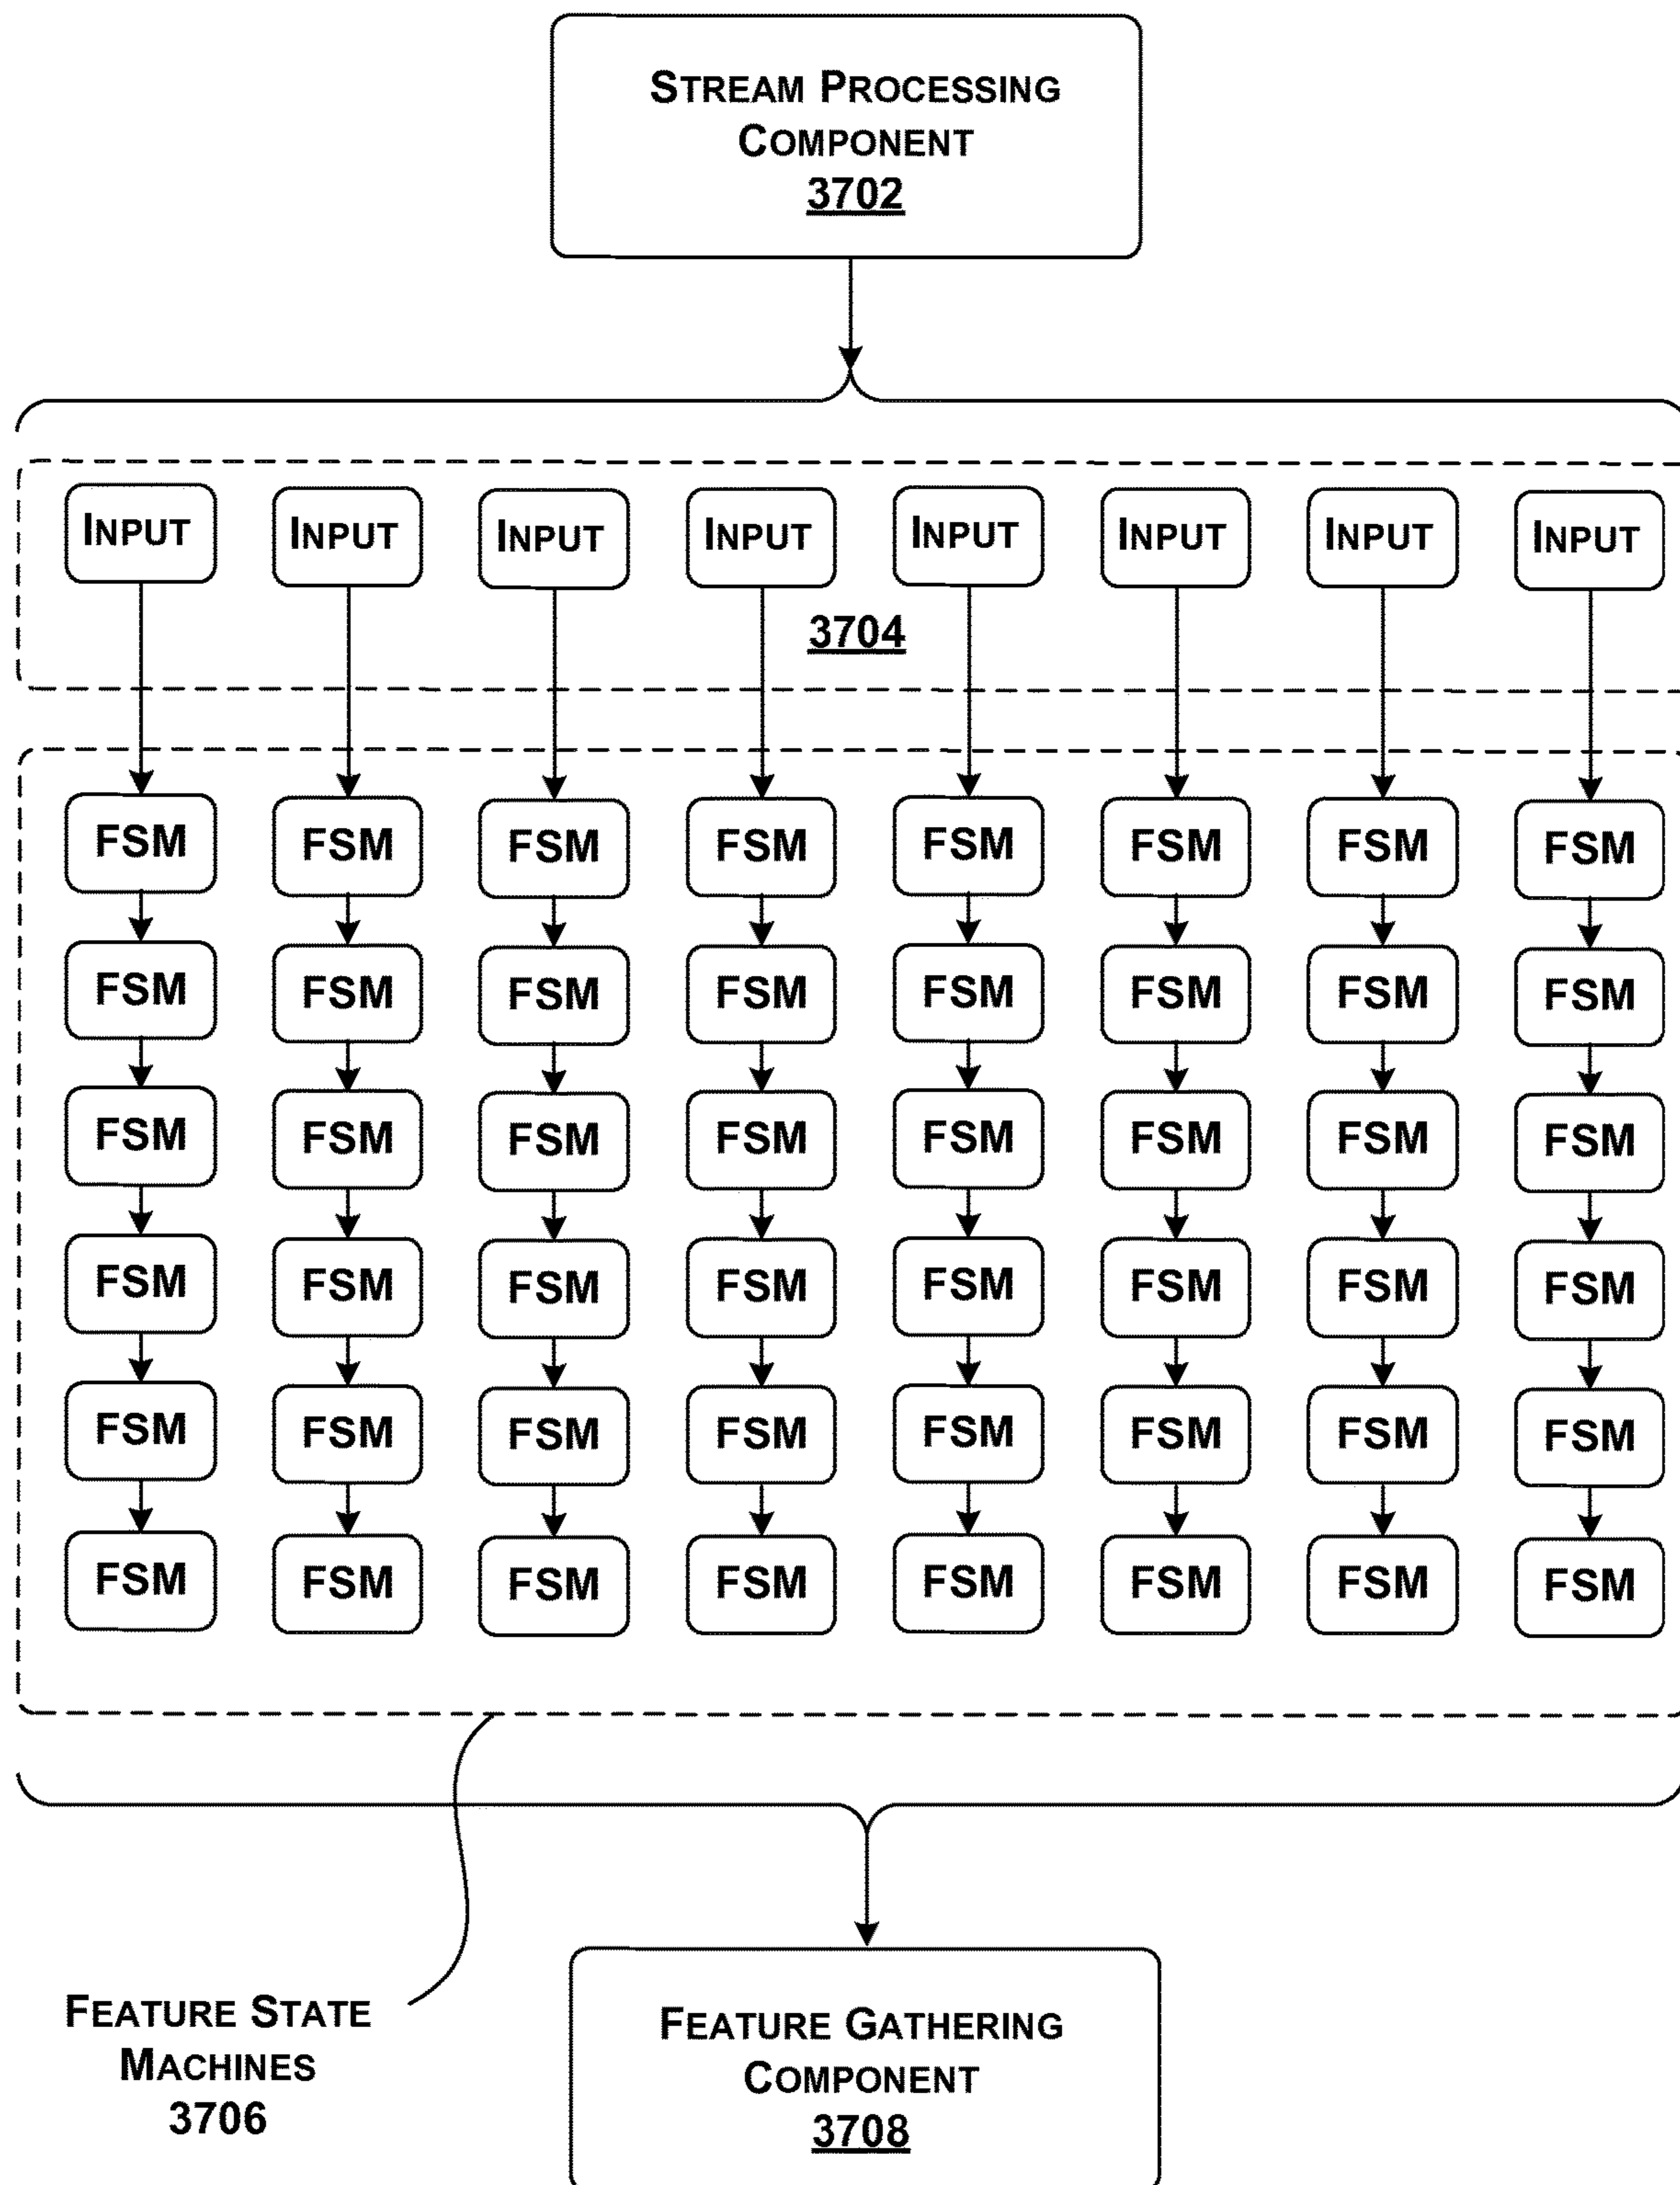 STREAM PROCESSING
COMPONENT
3702
INPUT INPUT INPUT INPUT INPUT INPUT INPUT INPUT
3704
FSM FSM FSM FSM FSM FSM FSM FSM
FSM FSM FSM FSM FSM FSM FSM FSM
FSM FSM FSM FSM FSM FSM FSM FSM
FSM FSM FSM FSM FSM FSM FSM FSM
FSM FSM FSM FSM FSM FSM FSM FSM
FSM FSM FSM FSM FSM FSM FSM FSM
FEATURE STATE
MACHINES
3706
FEATURE GATHERING
COMPONENT
3708